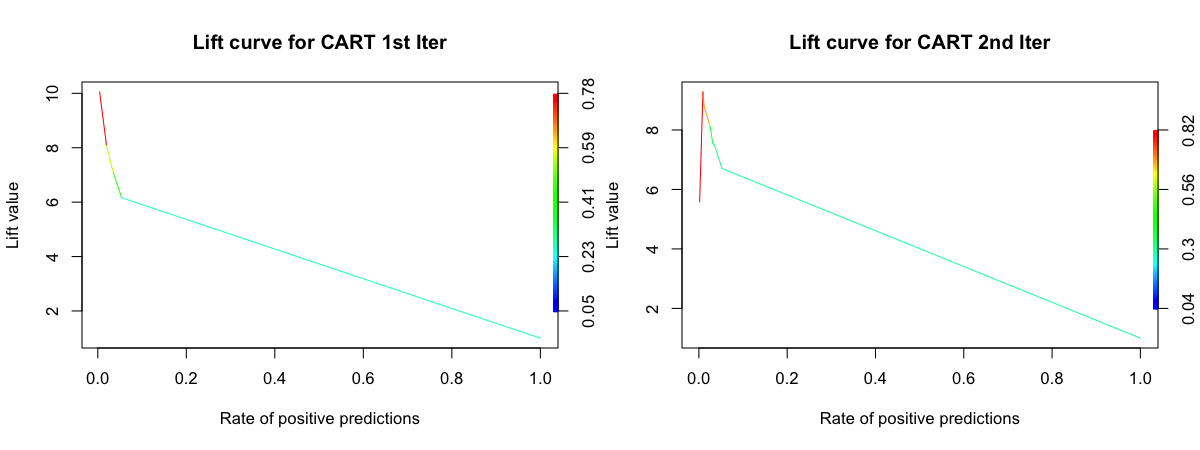 Lift curve for CART 1st Iter
Lift value
10
8
6
4
2
0.0 0.2 0.4 0.6 0.8 1.0
Rate of positive predictions
0.78
0.59
0.41
0.23
0.05
Lift curve for CART 2nd Iter
Lift value
8
6
4
2
0.0 0.2 0.4 0.6 0.8 1.0
Rate of positive predictions
0.82
0.56
0.3
0.04